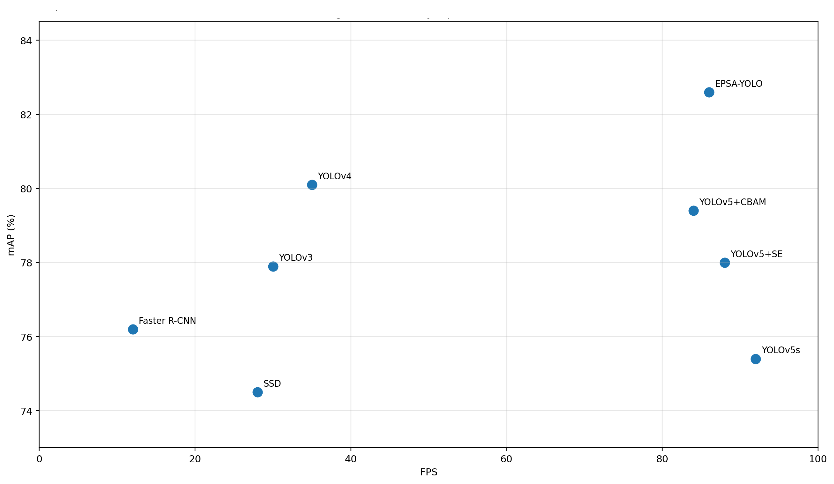 84
EPSA-YOLO
82
YOLOv4
80
YOLOv5+CBAM
mAP (%)
YOLOv3
YOLOv5+SE
78
Faster R-CNN
YOLOv5s
76
SSD
74
0 20 40 60 80 100
FPS